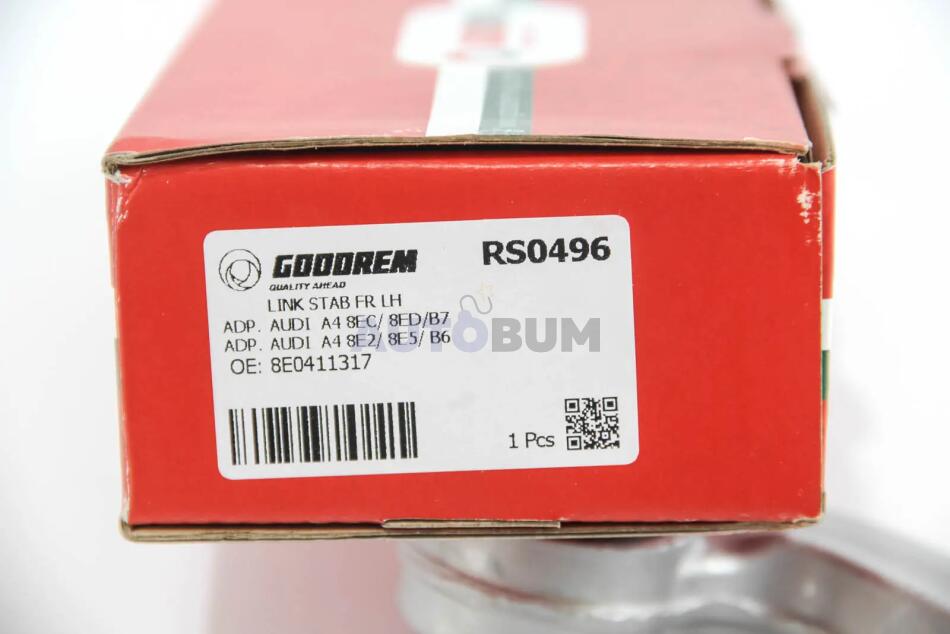 GOODREM
QUALITY AHEAD
RS0496
LINK STAB FR LH
ADP. AUDI A4 8EC/ 8ED/B7
ADP. AUDI A4 8E2/ 8E5/ B6
OE: 8E0411317
1 Pcs
AUTOBUM